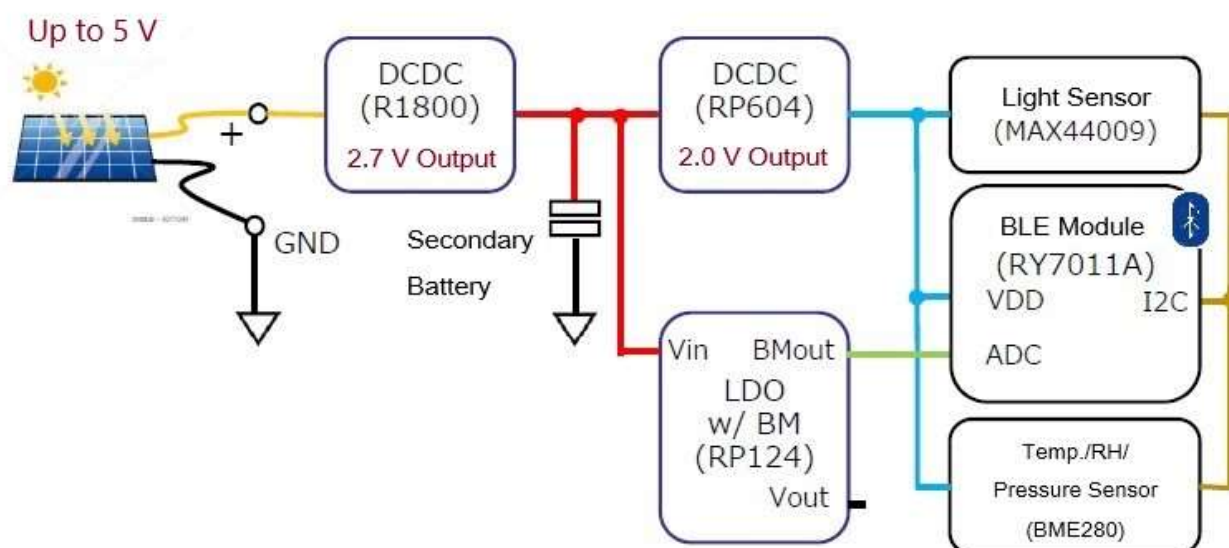 Up to 5 V
+
GND
DCDC
(R1800)
2.7 V Output
Secondary
Battery
DCDC
(RP604)
2.0 V Output
Vin BMout
LDO
w/ BM
(RP124)
Vout
Light Sensor
(MAX44009)
BLE Module
(RY7011A)
VDD I2C
ADC
Temp./RH/
Pressure Sensor
(BME280)